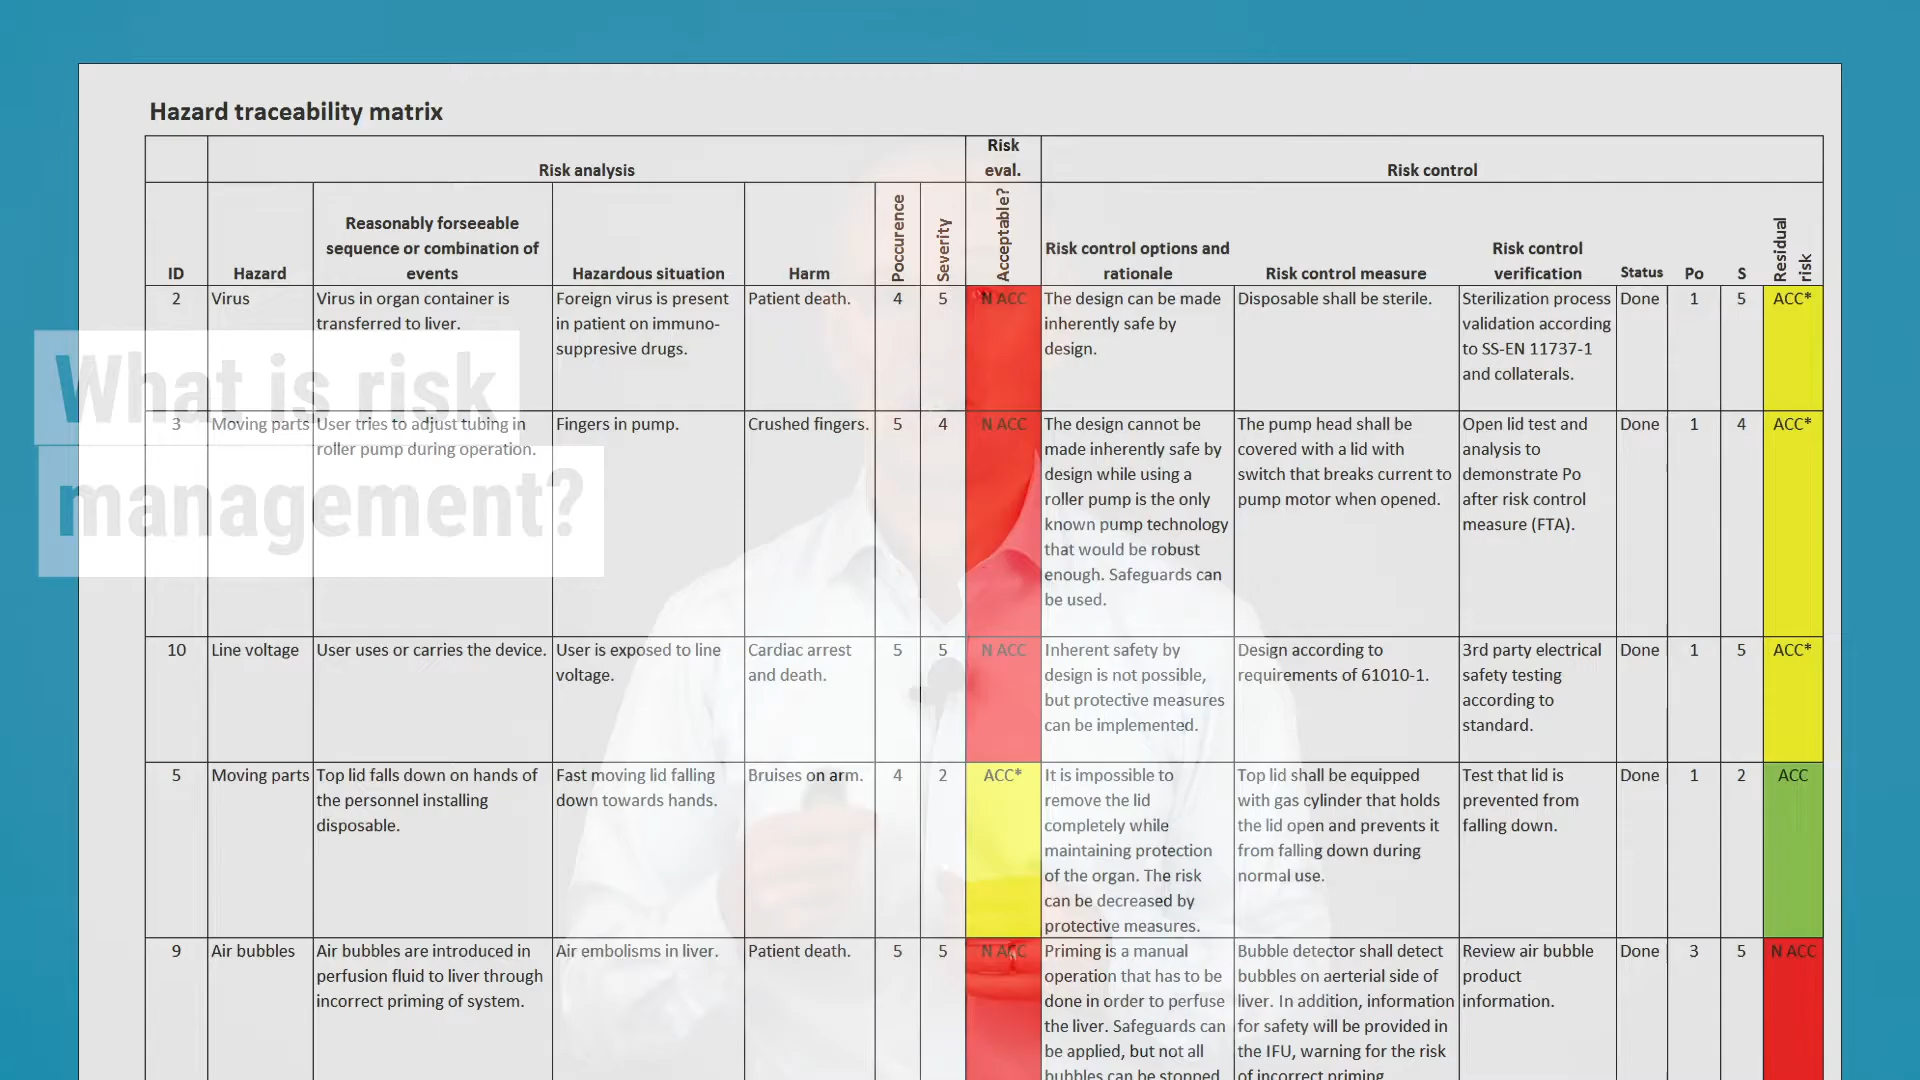 Hazard traceability matrix
Risk analysis
Risk
eval.
Risk control
ID
Hazard
Reasonably forseeable
sequence or combination of
events
Hazardous situation
Harm
Poccurence
Severity
Acceptable?
Risk control options and
rationale
Risk control measure
Risk control
verification
Status
Po
S
Residual
risk
2
Virus
Virus in organ container is
transferred to liver.
Foreign virus is present
in patient on immuno-
suppresive drugs.
Patient death.
4
5
N ACC
The design can be made
inherently safe by
design.
Disposable shall be sterile.
Sterilization process
validation according
to SS-EN 11737-1
and collaterals.
Done
1
5
ACC*
What is risk
management?
3
Moving parts
User tries to adjust tubing in
roller pump during operation.
Fingers in pump.
Crushed fingers.
5
4
N ACC
The design cannot be
made inherently safe by
design while using a
roller pump is the only
known pump technology
that would be robust
enough. Safeguards can
be used.
The pump head shall be
covered with a lid with
switch that breaks current to
pump motor when opened.
Open lid test and
analysis to
demonstrate Po
after risk control
measure (FTA).
Done
1
4
ACC*
10
Line voltage
User uses or carries the device.
User is exposed to line
voltage.
Cardiac arrest
and death.
5
5
N ACC
Inherent safety by
design is not possible,
but protective measures
can be implemented.
Design according to
requirements of 61010-1.
3rd party electrical
safety testing
according to
standard.
Done
1
5
ACC*
5
Moving parts
Top lid falls down on hands of
the personnel installing
disposable.
Fast moving lid falling
down towards hands.
Bruises on arm.
4
2
ACC*
It is impossible to
remove the lid
completely while
maintaining protection
of the organ. The risk
can be decreased by
protective measures.
Top lid shall be equipped
with gas cylinder that holds
the lid open and prevents it
from falling down during
normal use.
Test that lid is
prevented from
falling down.
Done
1
2
ACC
9
Air bubbles
Air bubbles are introduced in
perfusion fluid to liver through
incorrect priming of system.
Air embolisms in liver.
Patient death.
5
5
N ACC
Priming is a manual
operation that has to be
done in order to perfuse
the liver. Safeguards can
be applied, but not all
bubbles can be stopped
Bubble detector shall detect
bubbles on aerterial side of
liver. In addition, information
for safety will be provided in
the IFU, warning for the risk
of incorrect priming
Review air bubble
product
information.
Done
3
5
N ACC